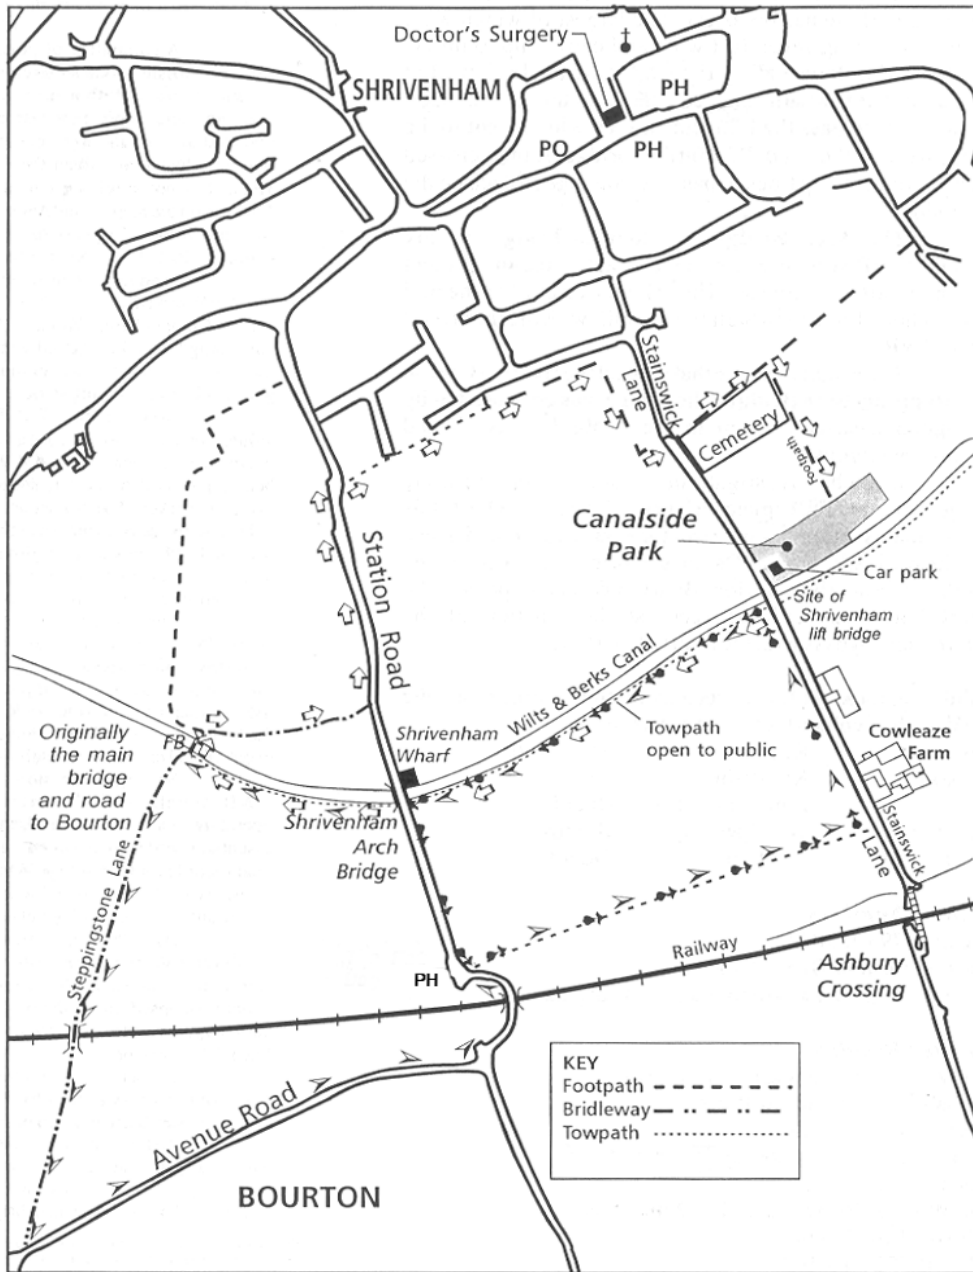 Doctor's Surgery
SHRIVENHAM
PH
PO
PH
Stainswick
Lane
Cemetery
Footpath
Canalside
Park
Car park
Site of
Shrivenham
lift bridge
Station Road
Wilts & Berks Canal
Towpath
open to public
Shrivenham
Wharf
Cowleaze
Farm
Originally
the main
bridge
and road
to Bourton
FB
Shrivenham
Arch
Bridge
Stainswick
Lane
Steppingstone Lane
Railway
PH
Ashbury
Crossing
Avenue Road
BOURTON
KEY
Footpath
Bridleway
Towpath